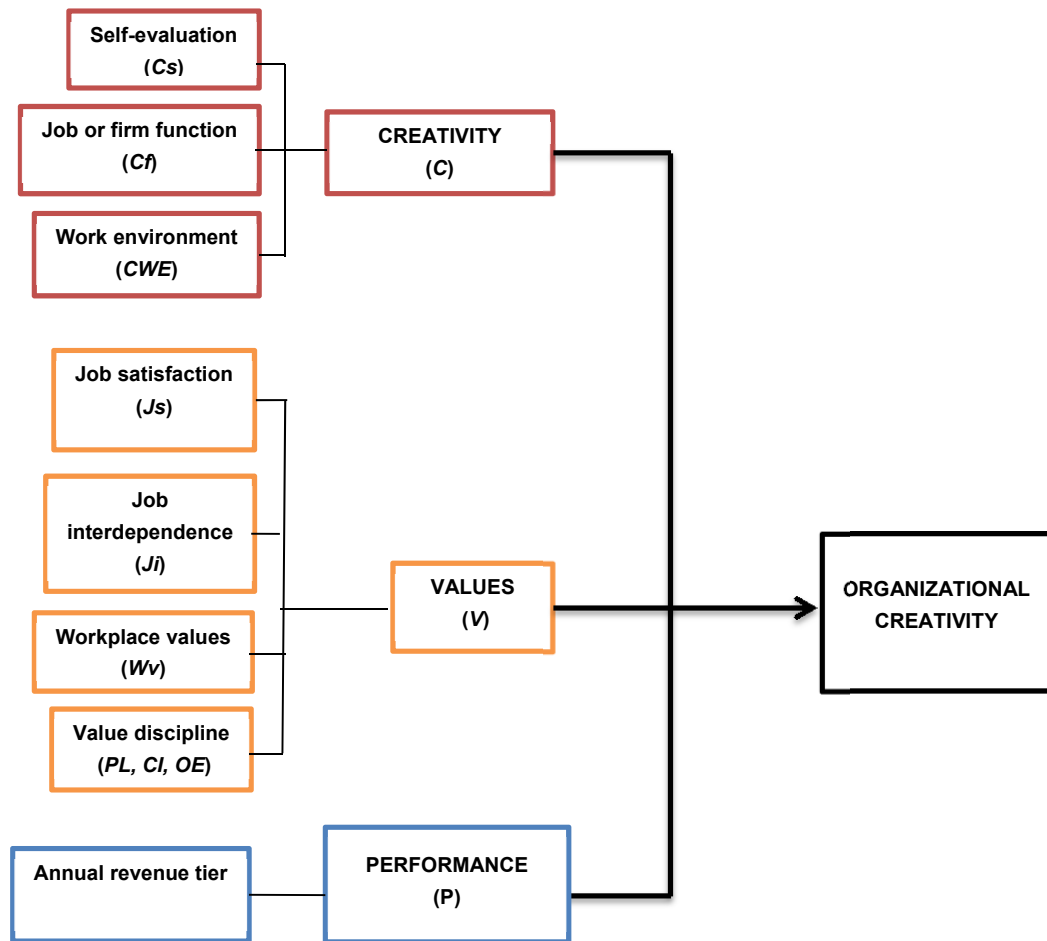 Self-evaluation
(Cs)
Job or firm function
(Cf)
Work environment
(CWE)
CREATIVITY
(C)
Job satisfaction
(Js)
Job
interdependence
(Ji)
Workplace values
(Wv)
Value discipline
(PL, CI, OE)
VALUES
(V)
Annual revenue tier
PERFORMANCE
(P)
ORGANIZATIONAL
CREATIVITY